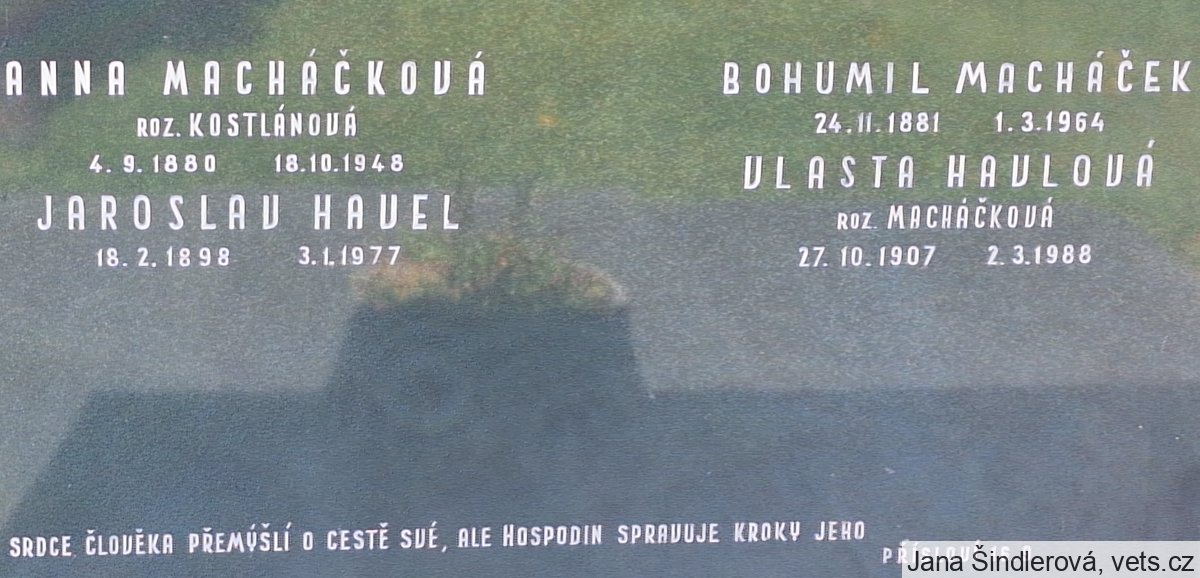 ANNA MACHÁČKOVÁ
ROZ. KOSTLÁNOVÁ
4. 9. 1880 18.10.1948
JAROSLAV HAVEL
18. 2. 1898 3.1.1977
BOHUMIL MACHÁČEK
24.11.1881 1.3.1964
VLASTA HAVLOVÁ
ROZ. MACHÁČKOVÁ
27. 10. 1907 2.3.1988
SRDCE ČLOVĚKA PŘEMÝŠLÍ O CESTĚ SVÉ, ALE HOSPODIN SPRAVUJE KROKY JEHO
Jana Šindlerová, vets.cz